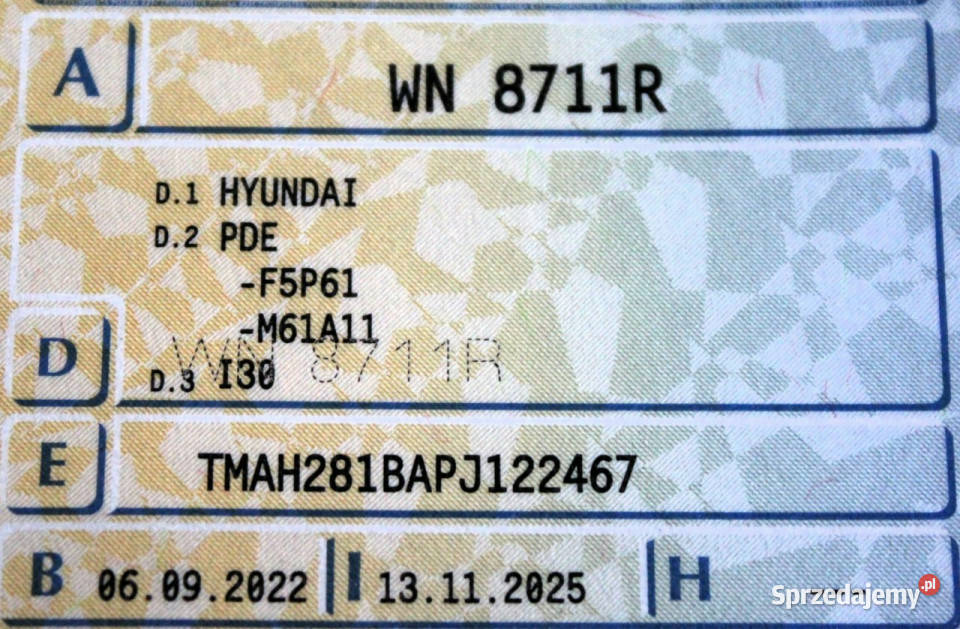 A WN 8711R
D.1 HYUNDAI
D.2 PDE
-F5P61
-M61A11
WN 8711R
D D.3 I30
E TMAH281BAPJ122467
B 06.09.2022 I 13.11.2025 H
Sprzedajemy.pl